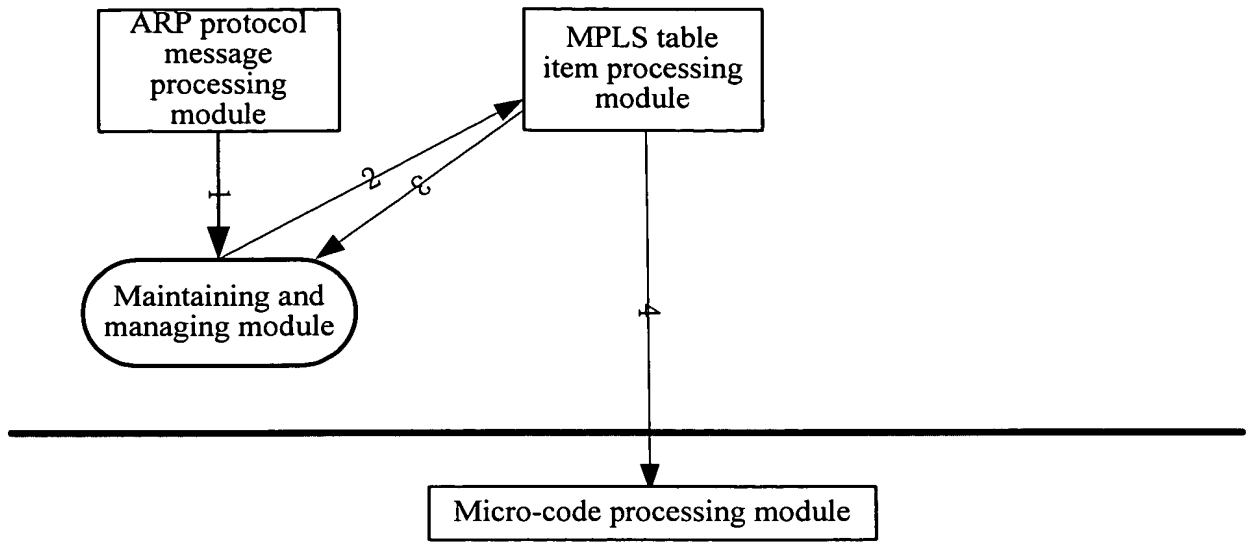 ARP protocol
message
processing
module
MPLS table
item processing
module
1
2
3
4
Maintaining and
managing module
Micro-code processing module